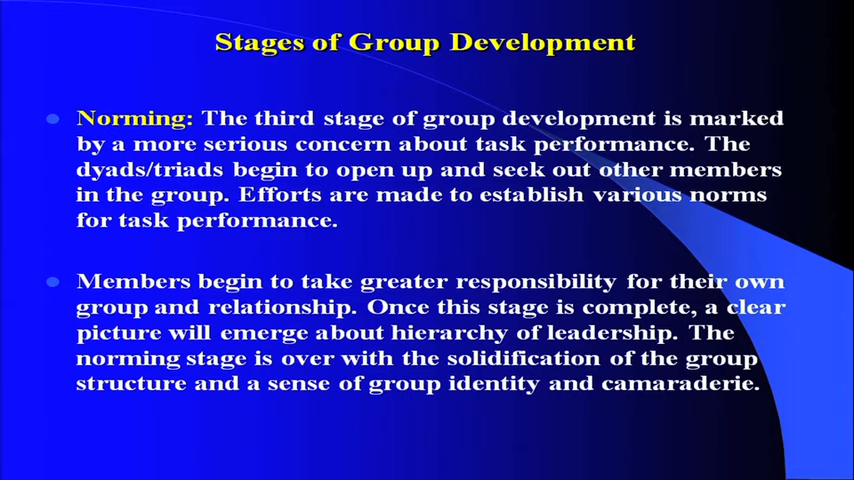 Stages of Group Development
Norming: The third stage of group development is marked
by a more serious concern about task performance. The
dyads/triads begin to open up and seek out other members
in the group. Efforts are made to establish various norms
for task performance.
Members begin to take greater responsibility for their own
group and relationship. Once this stage is complete, a clear
picture will emerge about hierarchy of leadership. The
norming stage is over with the solidification of the group
structure and a sense of group identity and camaraderie.